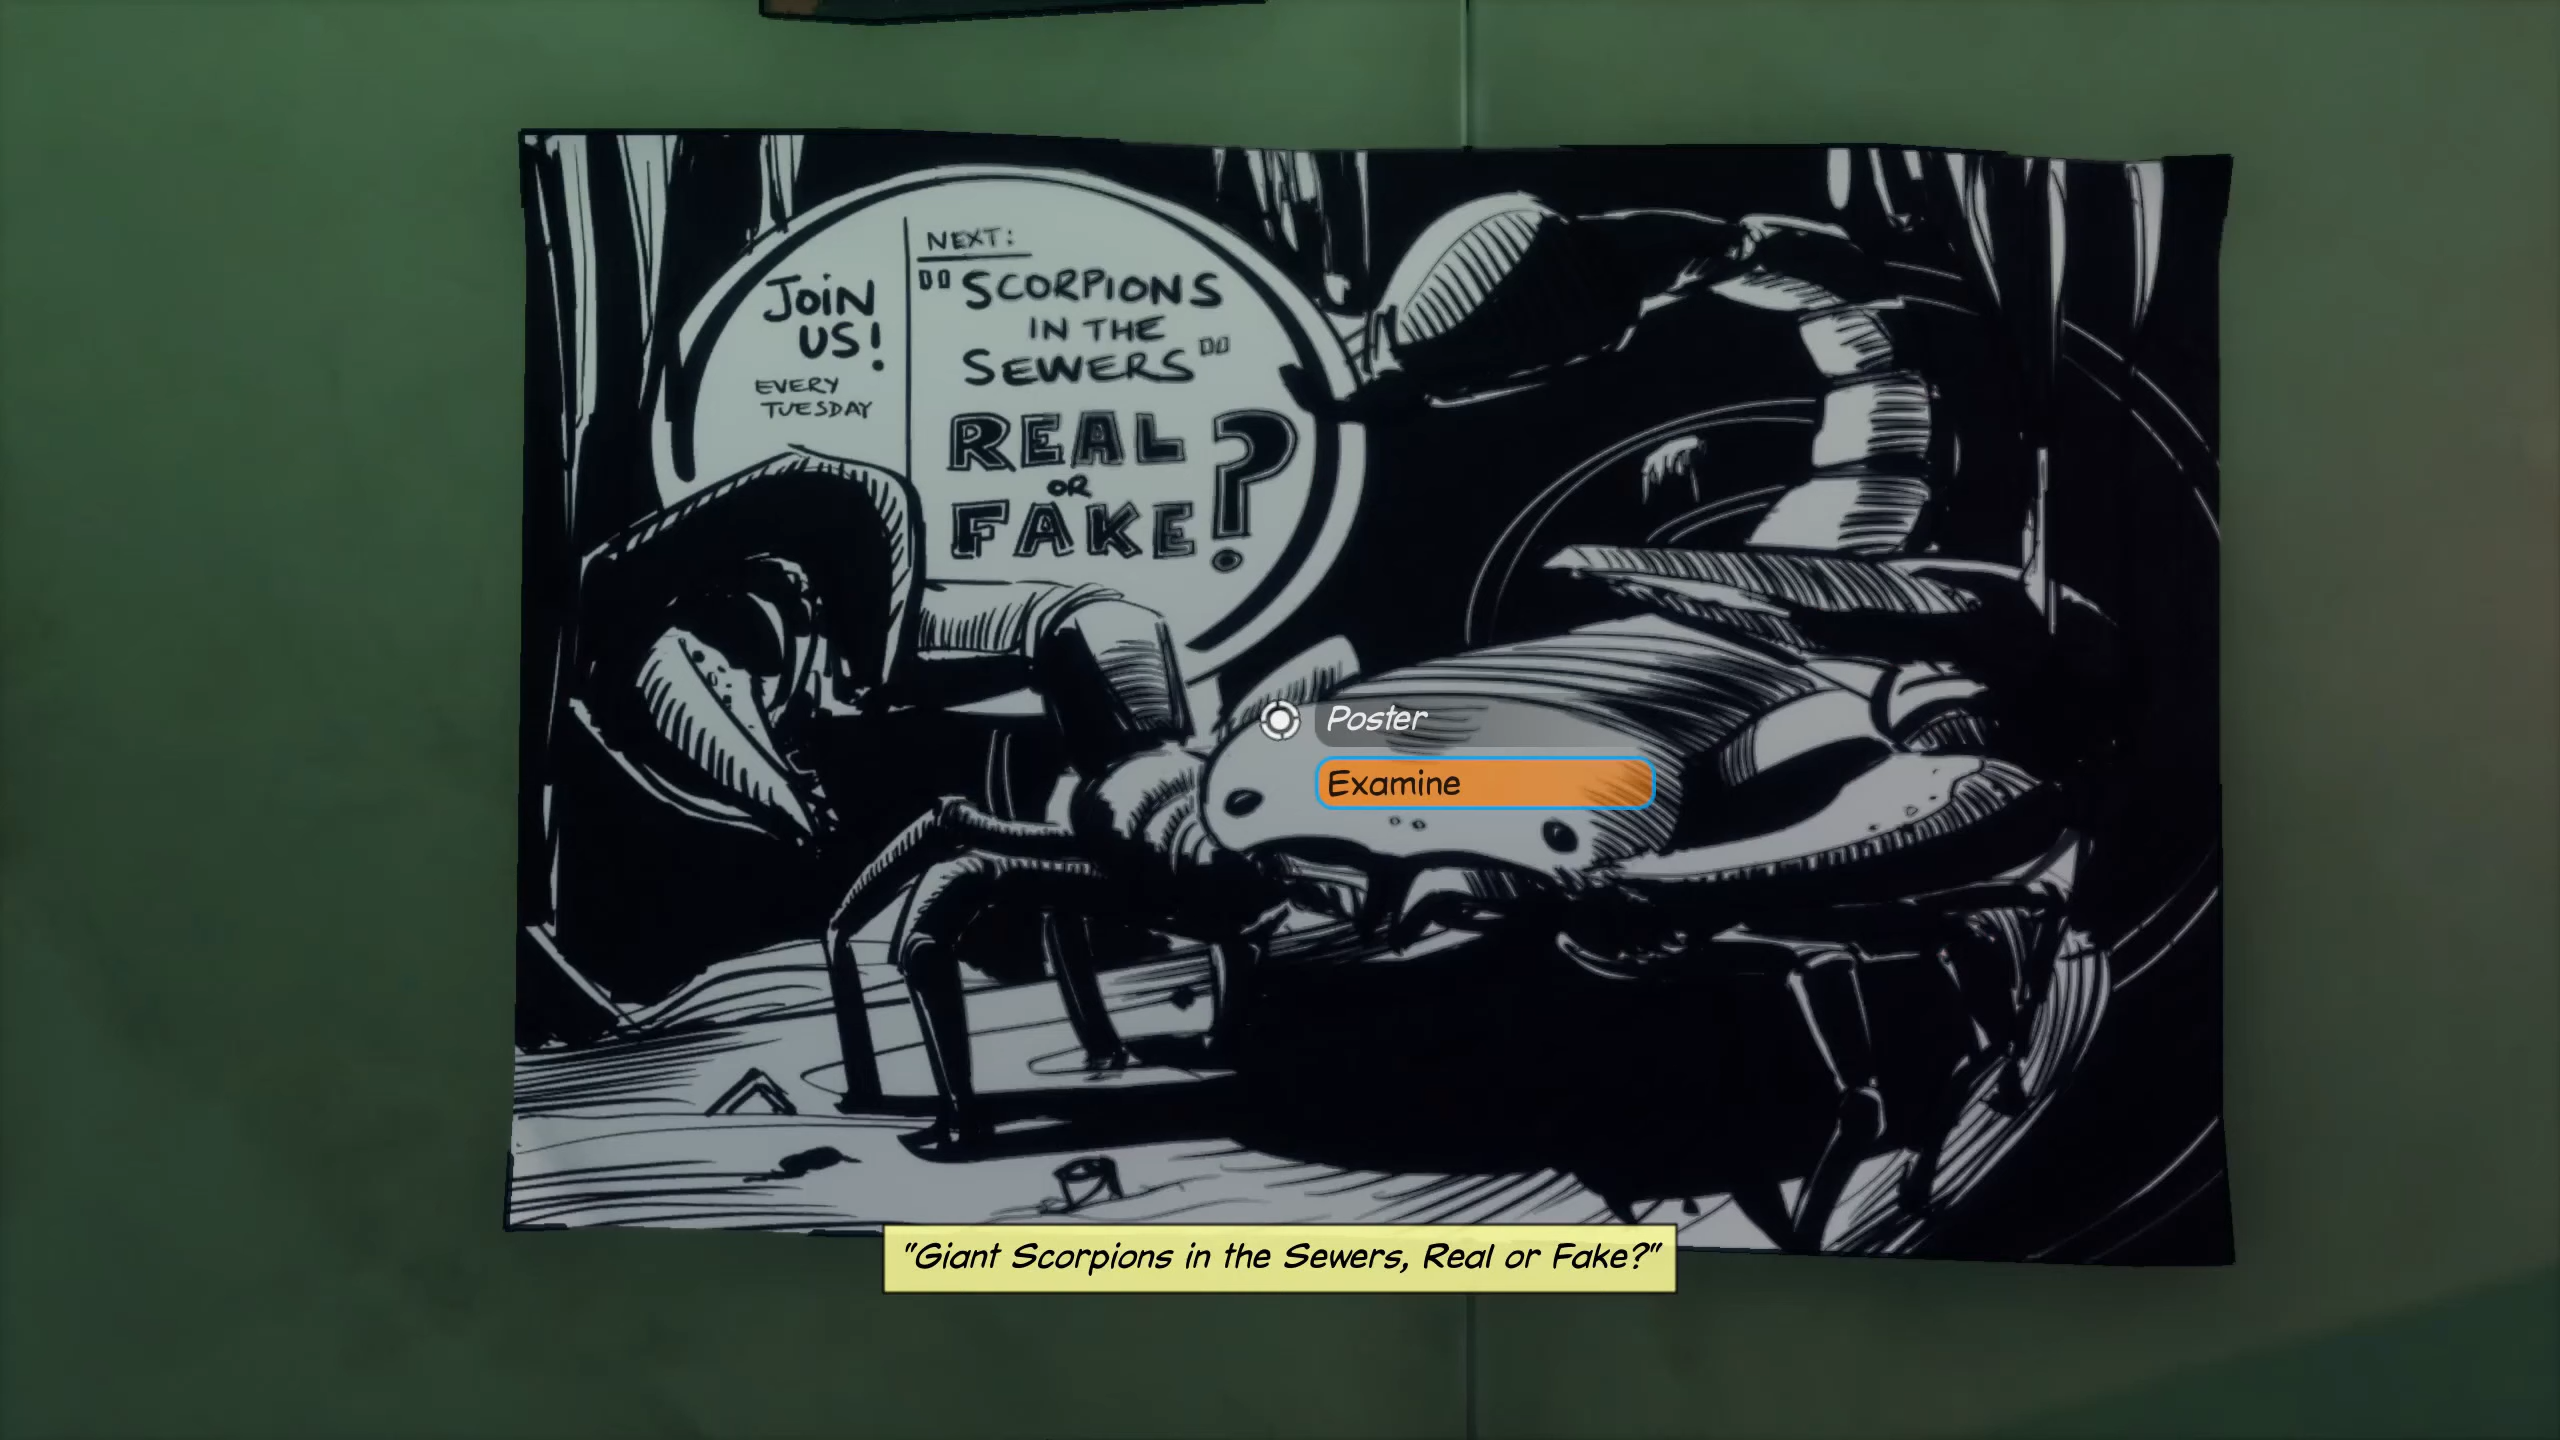 JOIN
US!
EVERY
TUESDAY
NEXT:
"SCORPIONS
IN THE
SEWERS"
REAL
OR
FAKE?
Poster
Examine
"Giant Scorpions in the Sewers, Real or Fake?"